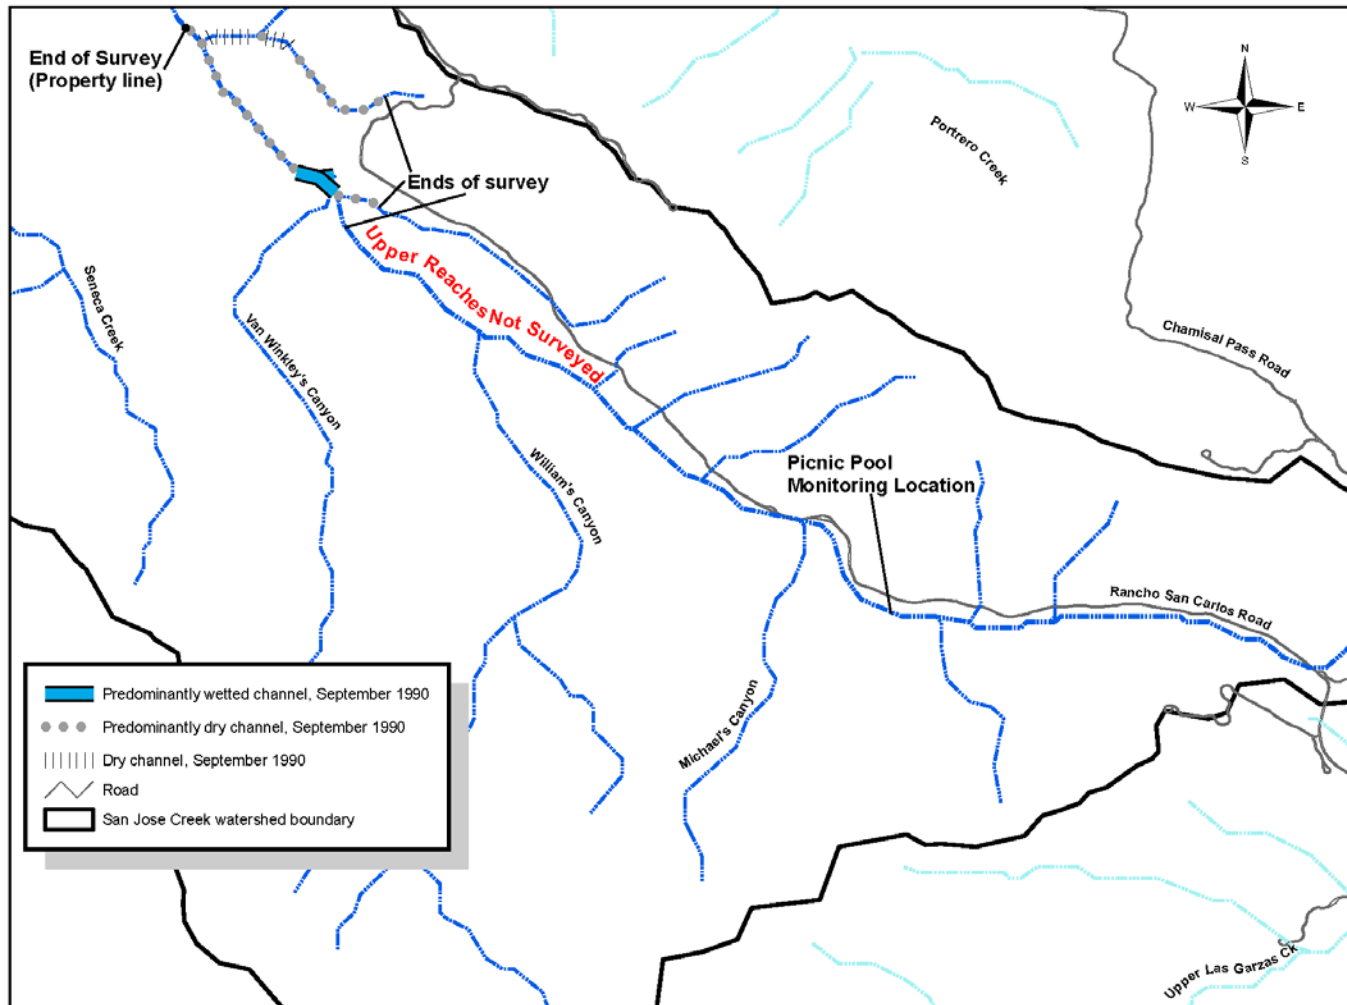 End of Survey
(Property line)
N
W
E
S
Portrero Creek
Ends of survey
Upper Reaches Not Surveyed
Seneca Creek
Van Winkley's Canyon
Chamisal Pass Road
William's Canyon
Picnic Pool
Monitoring Location
Rancho San Carlos Road
Michael's Canyon
Predominantly wetted channel, September 1990
Predominantly dry channel, September 1990
Dry channel, September 1990
Road
San Jose Creek watershed boundary
Upper Las Garzas Ck